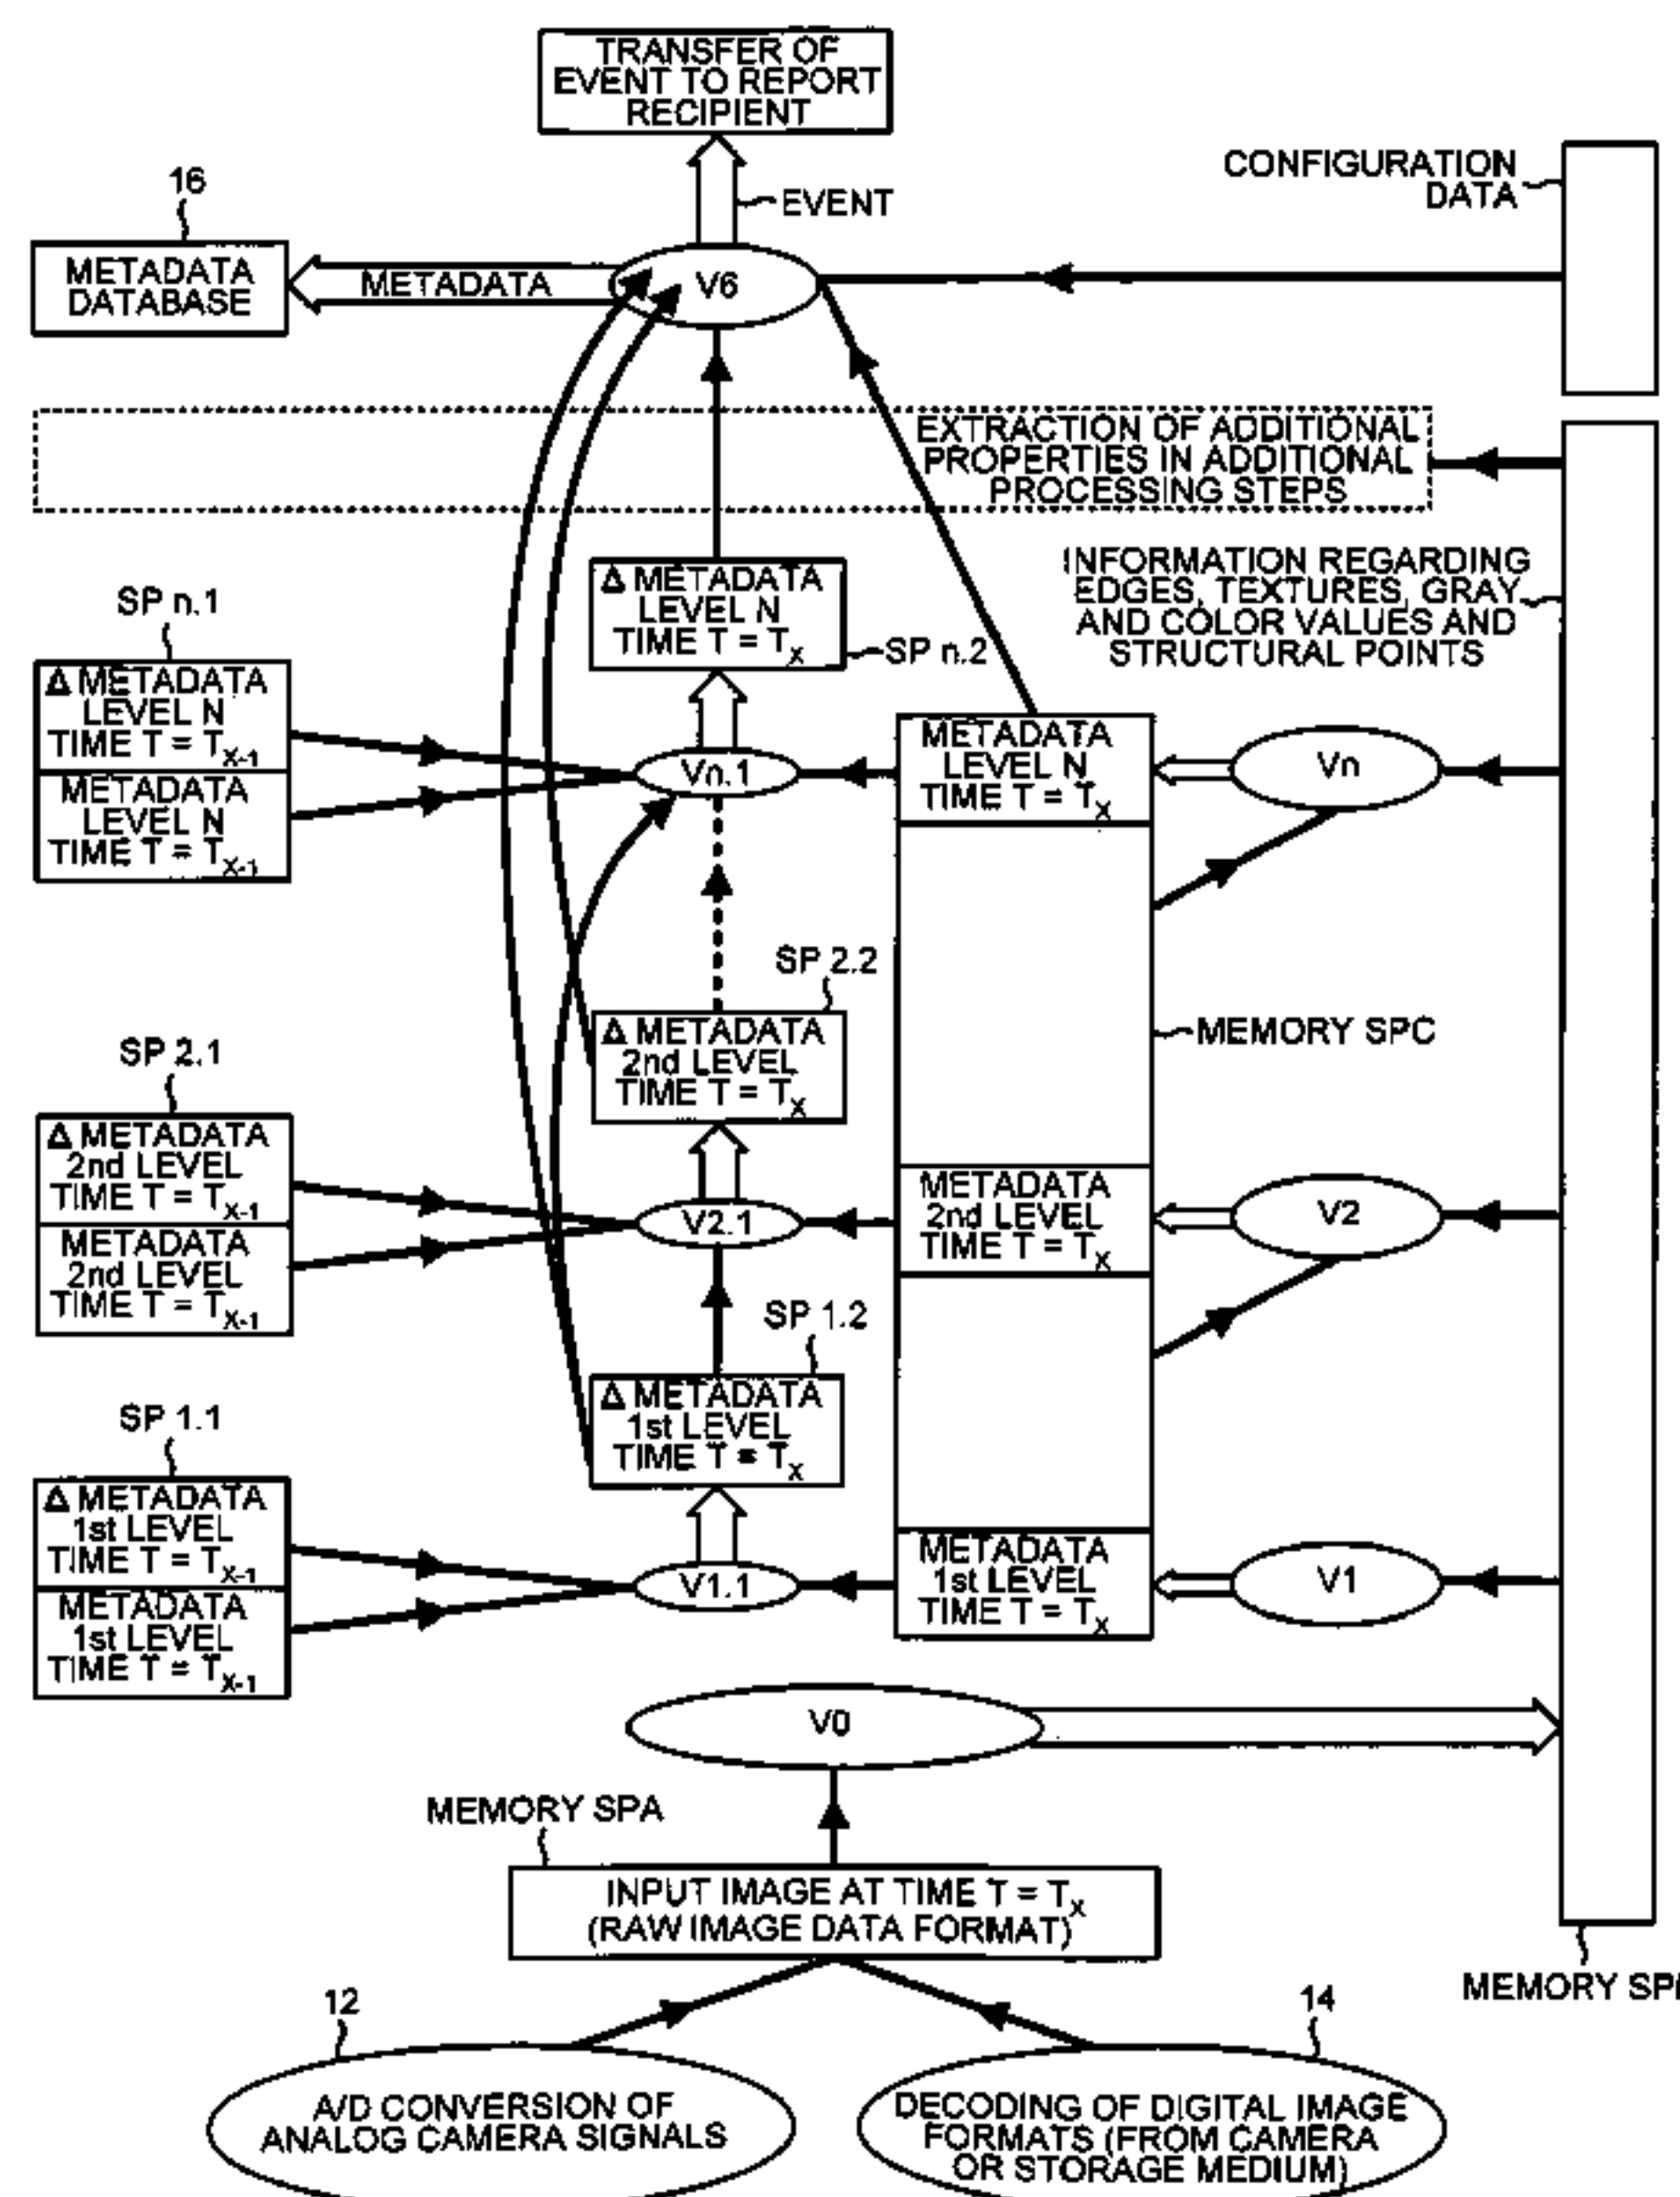 TRANSFER OF
EVENT TO REPORT
RECIPIENT
EVENT
CONFIGURATION
DATA
16
METADATA
DATABASE
METADATA
V6
EXTRACTION OF ADDITIONAL
PROPERTIES IN ADDITIONAL
PROCESSING STEPS
INFORMATION REGARDING
EDGES, TEXTURES, GRAY
AND COLOR VALUES AND
STRUCTURAL POINTS
Δ METADATA
LEVEL N
TIME T = Tx
SP n.2
SP n.1
Δ METADATA
LEVEL N
TIME T = Tx-1
METADATA
LEVEL N
TIME T = Tx-1
Vn.1
METADATA
LEVEL N
TIME T = Tx
Vn
SP 2.2
Δ METADATA
2nd LEVEL
TIME T = Tx
MEMORY SPC
SP 2.1
Δ METADATA
2nd LEVEL
TIME T = Tx-1
METADATA
2nd LEVEL
TIME T = Tx-1
V2.1
METADATA
2nd LEVEL
TIME T = Tx
V2
SP 1.2
Δ METADATA
1st LEVEL
TIME T = Tx
SP 1.1
Δ METADATA
1st LEVEL
TIME T = Tx-1
METADATA
1st LEVEL
TIME T = Tx-1
V1.1
METADATA
1st LEVEL
TIME T = Tx
V1
V0
MEMORY SPA
INPUT IMAGE AT TIME T = Tx
(RAW IMAGE DATA FORMAT)
MEMORY
12
A/D CONVERSION OF
ANALOG CAMERA SIGNALS
14
DECODING OF DIGITAL IMAGE
FORMATS (FROM CAMERA
OR STORAGE MEDIUM)